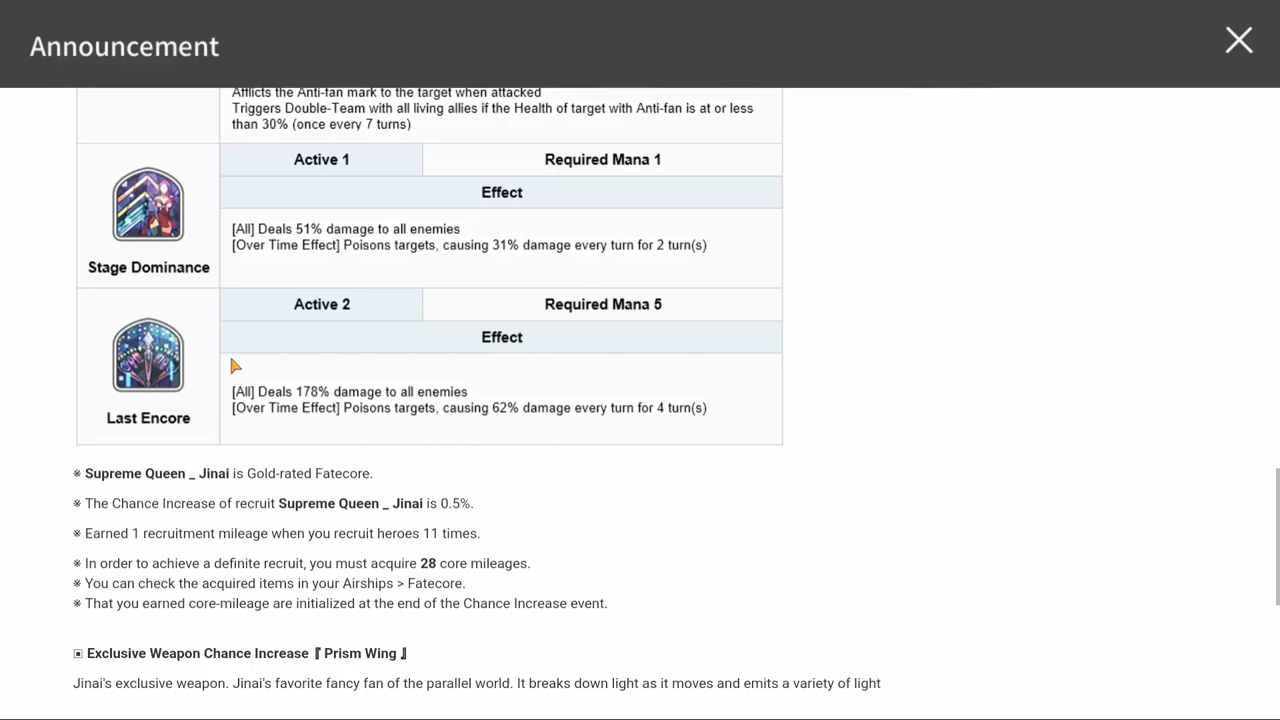 Announcement
Afflicts the Anti-fan mark to the target when attacked
Triggers Double-Team with all living allies if the Health of target with Anti-fan is at or less
than 30% (once every 7 turns)
Active 1
Required Mana 1
Effect
[All] Deals 51% damage to all enemies
[Over Time Effect] Poisons targets, causing 31% damage every turn for 2 turn(s)
Stage Dominance
Active 2
Required Mana 5
Effect
[All] Deals 178% damage to all enemies
[Over Time Effect] Poisons targets, causing 62% damage every turn for 4 turn(s)
Last Encore
※ Supreme Queen _ Jinai is Gold-rated Fatecore.
※ The Chance Increase of recruit Supreme Queen _ Jinai is 0.5%.
※ Earned 1 recruitment mileage when you recruit heroes 11 times.
※ In order to achieve a definite recruit, you must acquire 28 core mileages.
※ You can check the acquired items in your Airships > Fatecore.
※ That you earned core-mileage are initialized at the end of the Chance Increase event.
▣ Exclusive Weapon Chance Increase『 Prism Wing 』
Jinai's exclusive weapon. Jinai's favorite fancy fan of the parallel world. It breaks down light as it moves and emits a variety of light